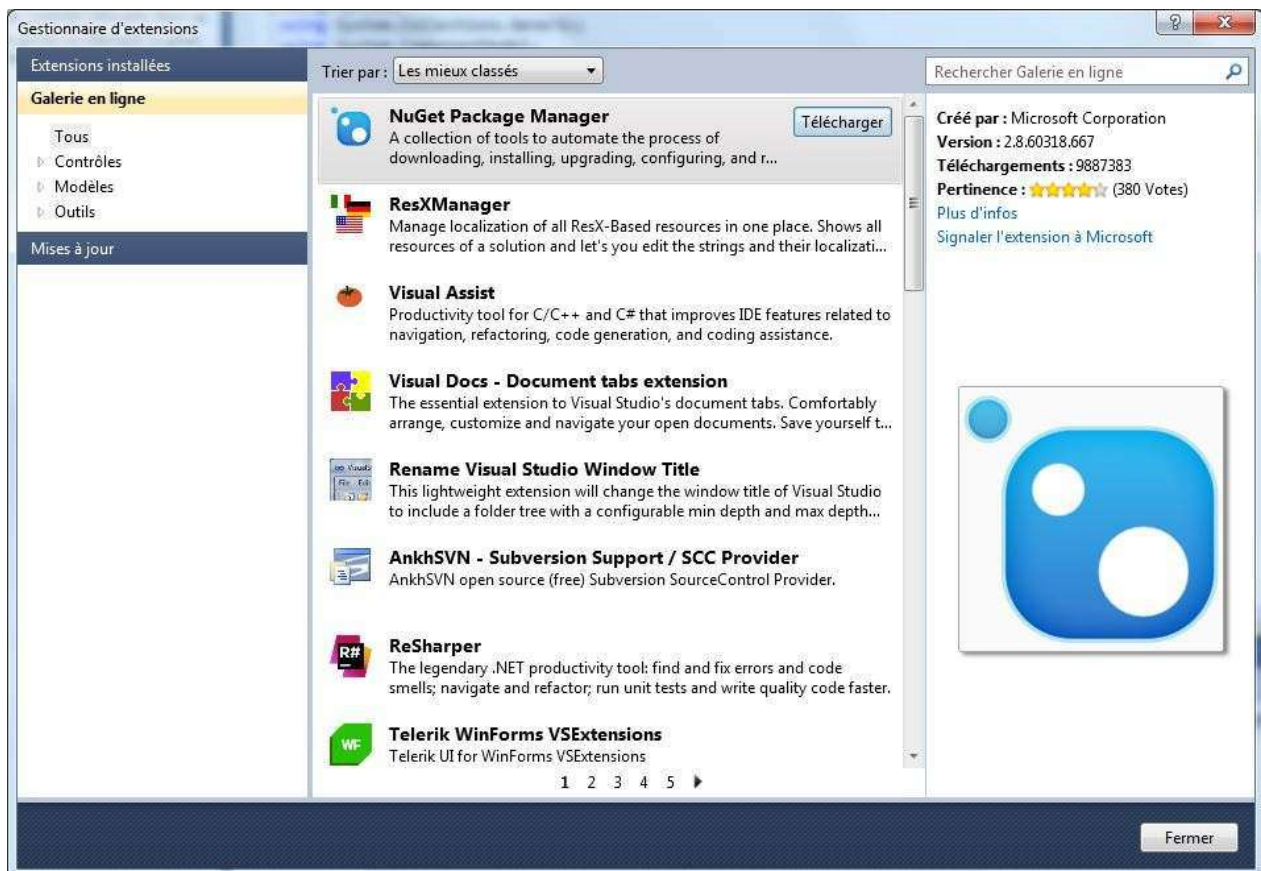 Gestionnaire d'extensions
Extensions installées
Galerie en ligne
Tous
Contrôles
Modèles
Outils
Mises à jour
Trier par : Les mieux classés
NuGet Package Manager
Télécharger
A collection of tools to automate the process of
downloading, installing, upgrading, configuring, and r...
ResXManager
Manage localization of all ResX-Based resources in one place. Shows all
resources of a solution and let's you edit the strings and their localizati...
Visual Assist
Productivity tool for C/C++ and C# that improves IDE features related to
navigation, refactoring, code generation, and coding assistance.
Visual Docs - Document tabs extension
The essential extension to Visual Studio's document tabs. Comfortably
arrange, customize and navigate your open documents. Save yourself t...
Rename Visual Studio Window Title
This lightweight extension will change the window title of Visual Studio
to include a folder tree with a configurable min depth and max depth...
AnkhSVN - Subversion Support / SCC Provider
AnkhSVN open source (free) Subversion SourceControl Provider.
R#
ReSharper
The legendary .NET productivity tool: find and fix errors and code
smells; navigate and refactor; run unit tests and write quality code faster.
WF
Telerik WinForms VSExtensions
Telerik UI for WinForms VSExtensions
1 2 3 4 5
Rechercher Galerie en ligne
Créé par : Microsoft Corporation
Version : 2.8.60318.667
Téléchargements : 9887383
Pertinence : (380 Votes)
Plus d'infos
Signaler l'extension à Microsoft
Fermer